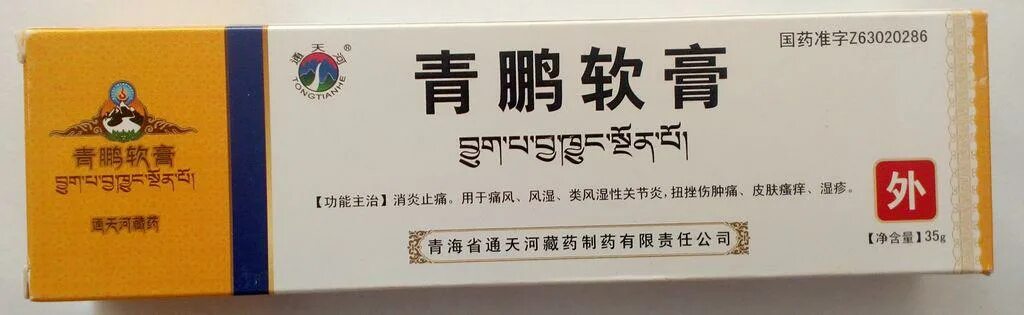 青鹏软膏
བྱུག་པ་བྱ་ཁྱུང་སྔོན་པོ།
通天河藏药
通天河®
TONGTIANHE
国药准字Z63020286
青鹏软膏
བྱུག་པ་བྱ་ཁྱུང་སྔོན་པོ།
【功能主治】消炎止痛。用于痛风、风湿、类风湿性关节炎,扭挫伤肿痛、皮肤瘙痒、湿疹。
外
青海省通天河藏药制药有限责任公司
【净含量】35g